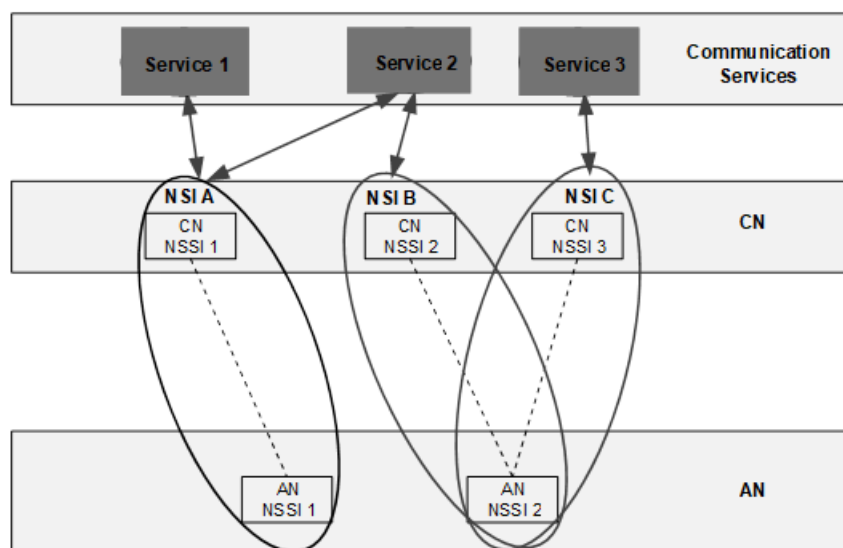 Service 1
Service 2
Service 3
Communication
Services
NSI A
NSI B
NSI C
CN
NSSI 1
CN
NSSI 2
CN
NSSI 3
CN
AN
NSSI 1
AN
NSSI 2
AN